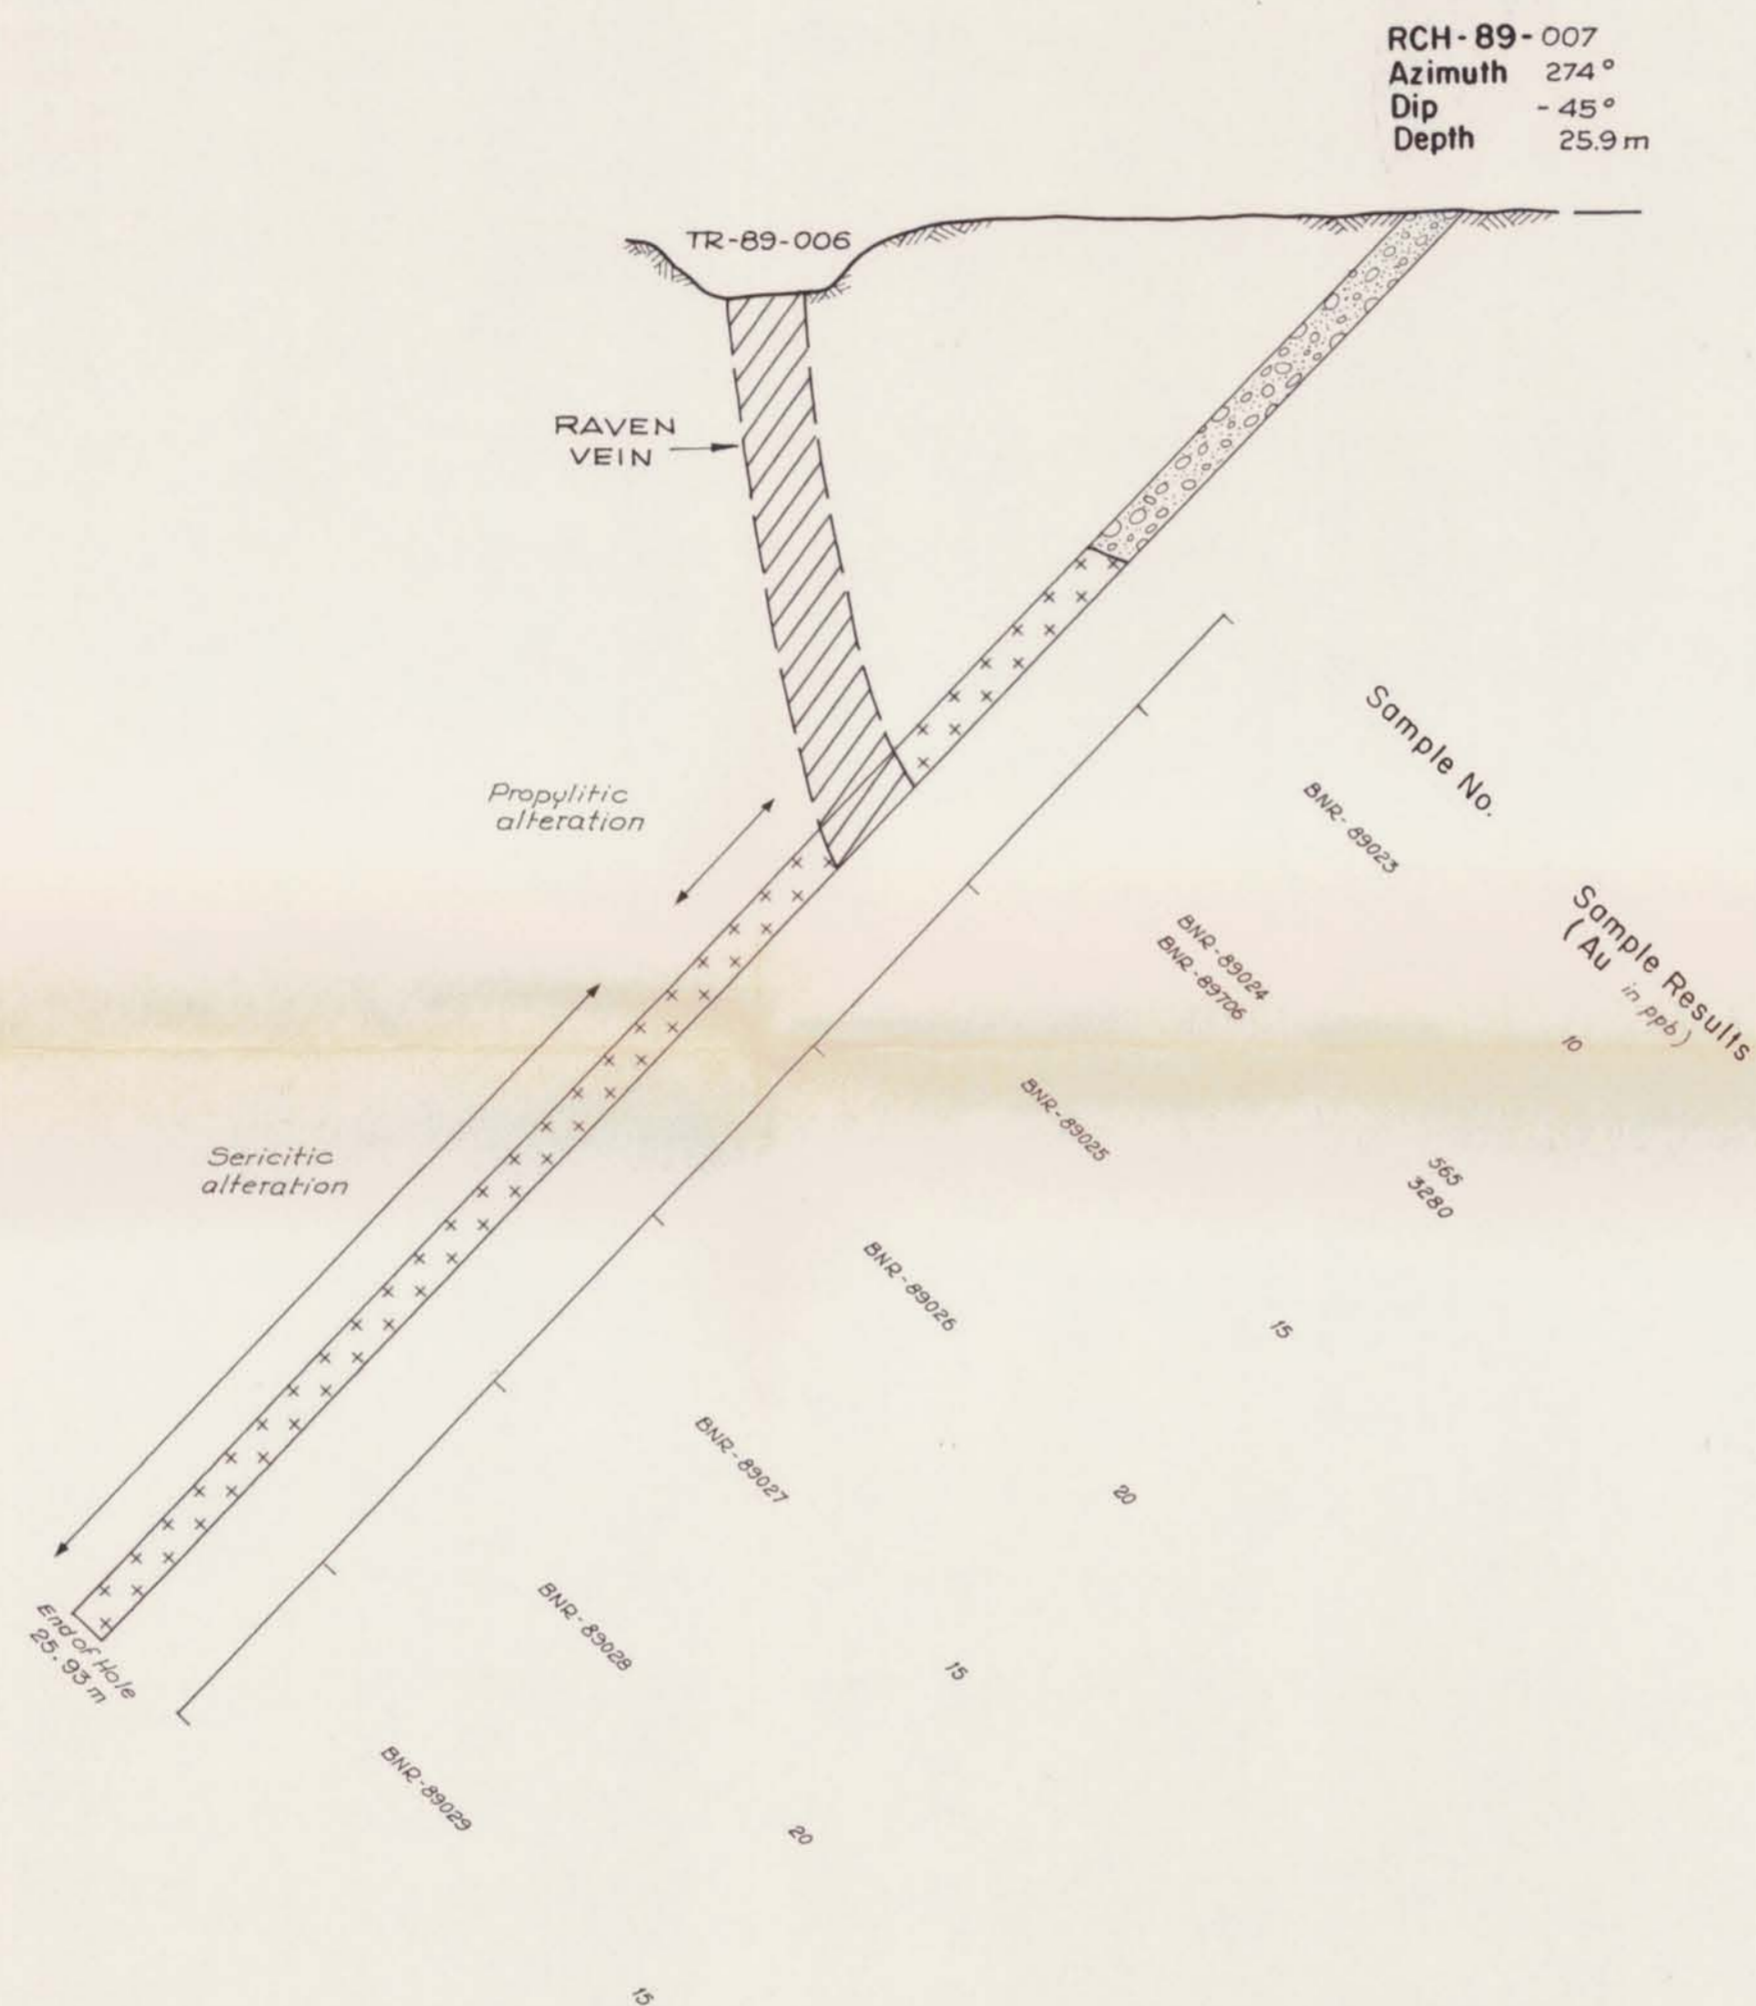 RCH-89-007
Azimuth 274°
Dip -45°
Depth 25.9 m
TR-89-006
RAVEN
VEIN
Propylitic
alteration
Sericitic
alteration
End of Hole
25.93 m
Sample No.
BNR-89023
BNR-89024
BNR-89706
BNR-89025
BNR-89026
BNR-89027
BNR-89028
BNR-89029
Sample Results
(Au in ppb)
10
565
3280
15
20
15
20
15